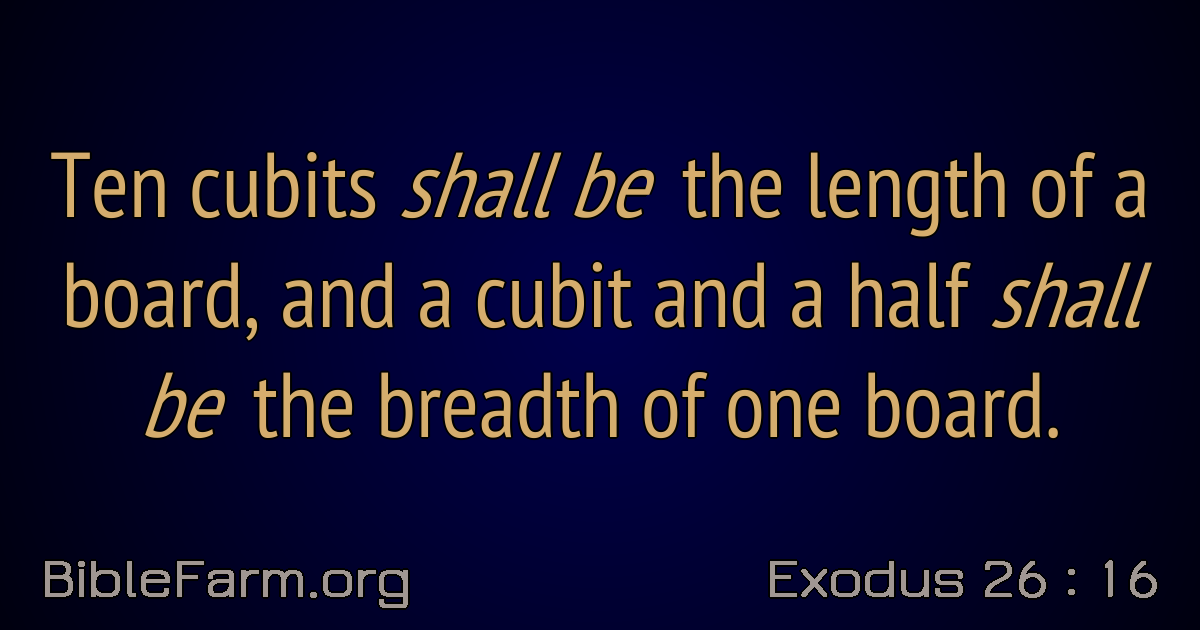 Ten cubits shall be the length of a
board, and a cubit and a half shall
be the breadth of one board.
BibleFarm.org
Exodus 26 : 16